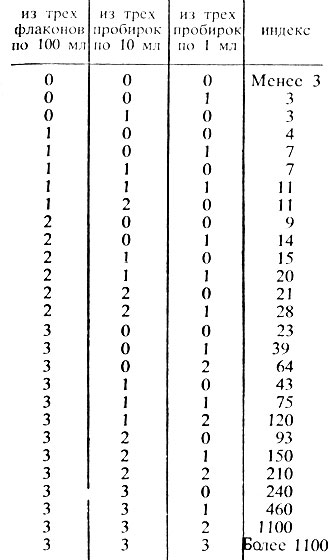 из трех из трех из трех
флаконов пробирок пробирок индекс
по 100 мл по 10 мл по 1 мл
0 0 0 Менее 3
0 0 1 3
0 1 0 3
1 0 0 4
1 0 1 7
1 1 0 7
1 1 1 11
1 2 0 11
2 0 0 9
2 0 1 14
2 1 0 15
2 1 1 20
2 2 0 21
2 2 1 28
3 0 0 23
3 0 1 39
3 0 2 64
3 1 0 43
3 1 1 75
3 1 2 120
3 2 0 93
3 2 1 150
3 2 2 210
3 3 0 240
3 3 1 460
3 3 2 1100
3 3 3 Более 1100